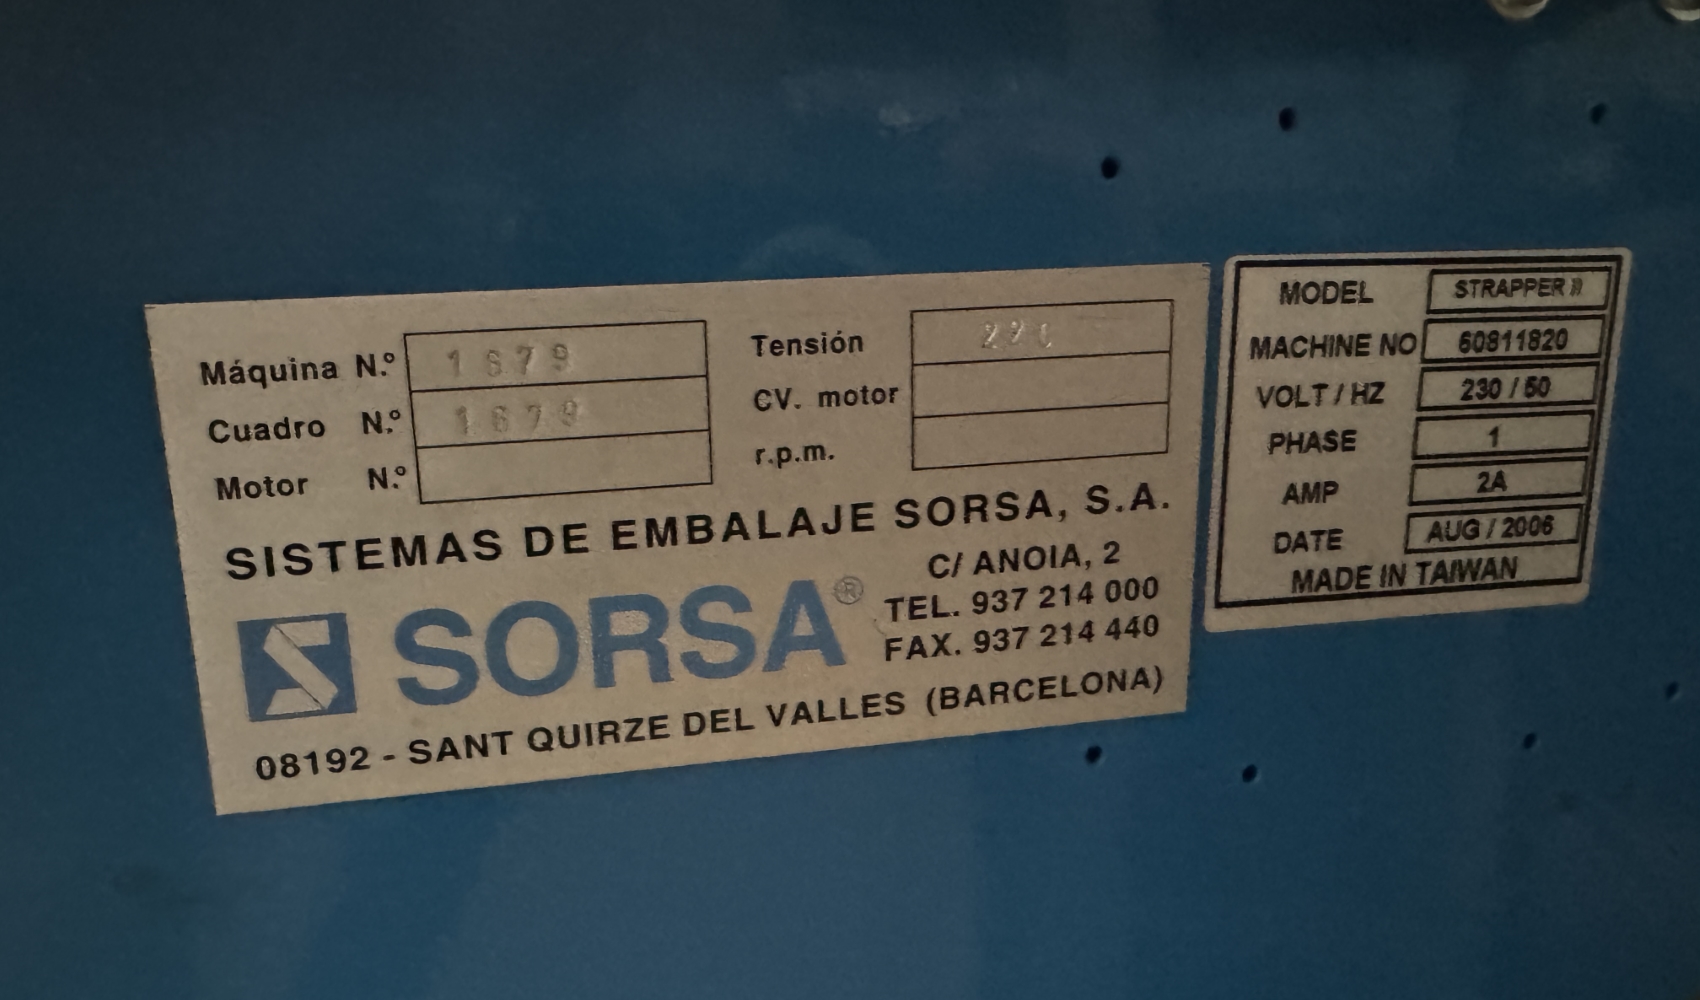 Máquina N.º 1679
Cuadro N.º 1679
Motor N.º
Tensión 220
CV. motor
r.p.m.
SISTEMAS DE EMBALAJE SORSA, S.A.
SORSA®
C/ ANOIA, 2
TEL. 937 214 000
FAX. 937 214 440
08192 - SANT QUIRZE DEL VALLES (BARCELONA)
MODEL STRAPPER
MACHINE NO 60811820
VOLT / HZ 230 / 50
PHASE 1
AMP 2A
DATE AUG / 2006
MADE IN TAIWAN